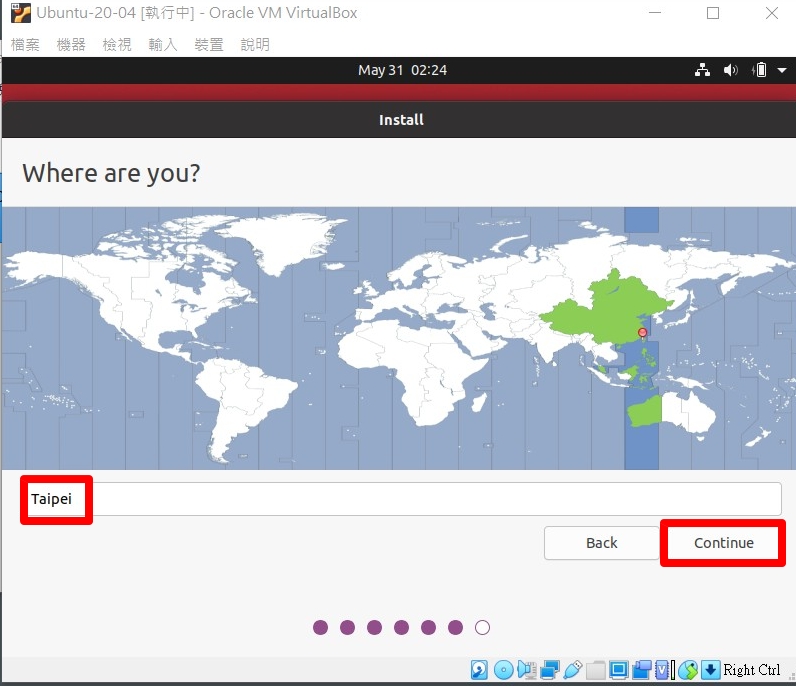 Ubuntu-20-04 [執行中] - Oracle VM VirtualBox
檔案 機器 檢視 輸入 裝置 說明
May 31 02:24
Install
Where are you?
Taipei
Back Continue
Right Ctrl